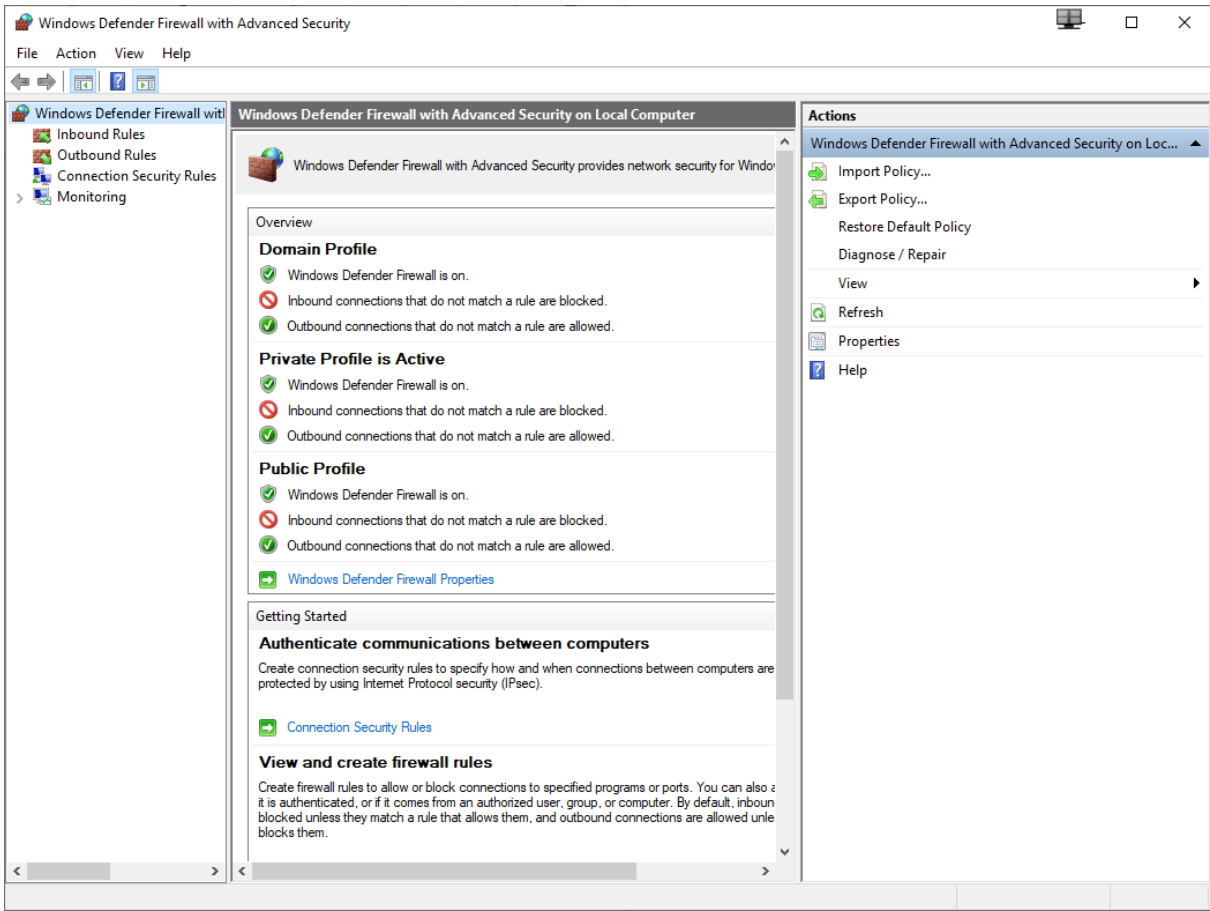 Windows Defender Firewall with Advanced Security
File Action View Help
Windows Defender Firewall witl
Inbound Rules
Outbound Rules
Connection Security Rules
Monitoring
Windows Defender Firewall with Advanced Security on Local Computer
Windows Defender Firewall with Advanced Security provides network security for Window
Overview
Domain Profile
Windows Defender Firewall is on.
Inbound connections that do not match a rule are blocked.
Outbound connections that do not match a rule are allowed.
Private Profile is Active
Windows Defender Firewall is on.
Inbound connections that do not match a rule are blocked.
Outbound connections that do not match a rule are allowed.
Public Profile
Windows Defender Firewall is on.
Inbound connections that do not match a rule are blocked.
Outbound connections that do not match a rule are allowed.
Windows Defender Firewall Properties
Getting Started
Authenticate communications between computers
Create connection security rules to specify how and when connections between computers are
protected by using Internet Protocol security (IPsec).
Connection Security Rules
View and create firewall rules
Create firewall rules to allow or block connections to specified programs or ports. You can also a
it is authenticated, or if it comes from an authorized user, group, or computer. By default, inboun
blocked unless they match a rule that allows them, and outbound connections are allowed unle
blocks them.
Actions
Windows Defender Firewall with Advanced Security on Loc...
Import Policy...
Export Policy...
Restore Default Policy
Diagnose / Repair
View
Refresh
Properties
Help